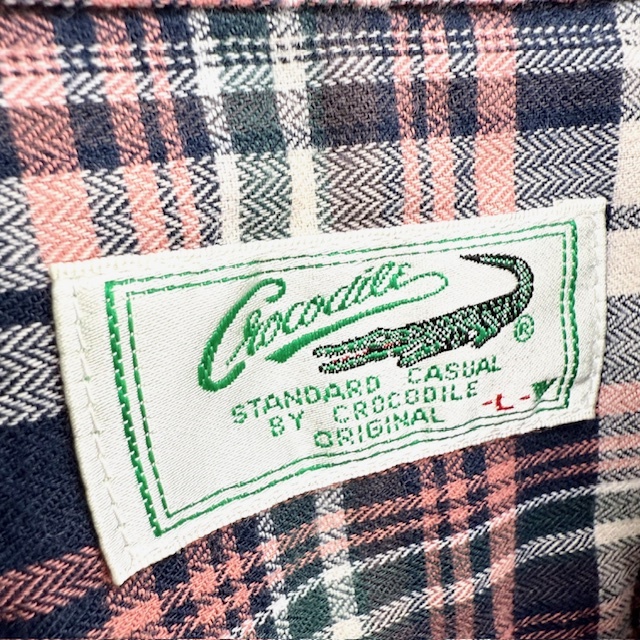 Crocodile ®
STANDARD CASUAL
BY CROCODILE
ORIGINAL
-L-